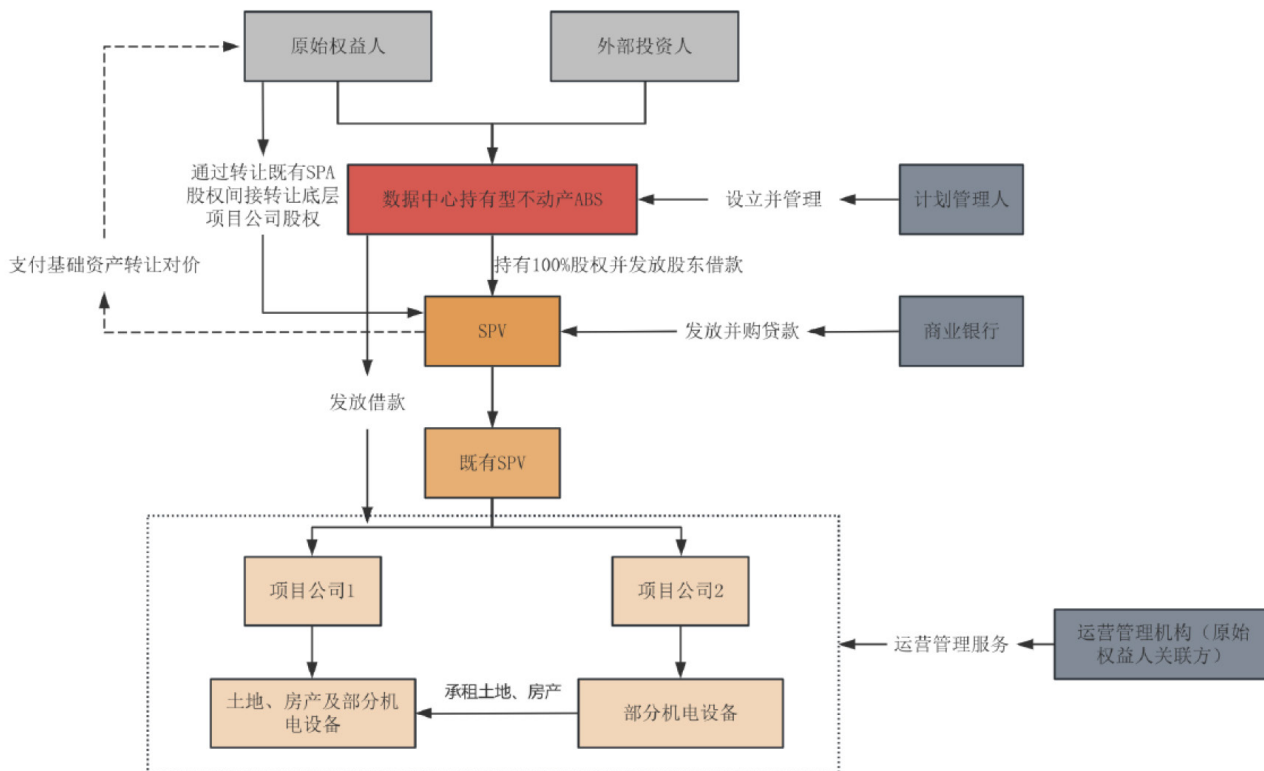 原始权益人
外部投资人
通过转让既有SPA
股权间接转让底层
项目公司股权
数据中心持有型不动产ABS
设立并管理
计划管理人
支付基础资产转让对价
持有100%股权并发放股东借款
SPV
发放并购贷款
商业银行
发放借款
既有SPV
项目公司1
项目公司2
运营管理服务
运营管理机构（原始
权益人关联方）
土地、房产及部分机
电设备
承租土地、房产
部分机电设备